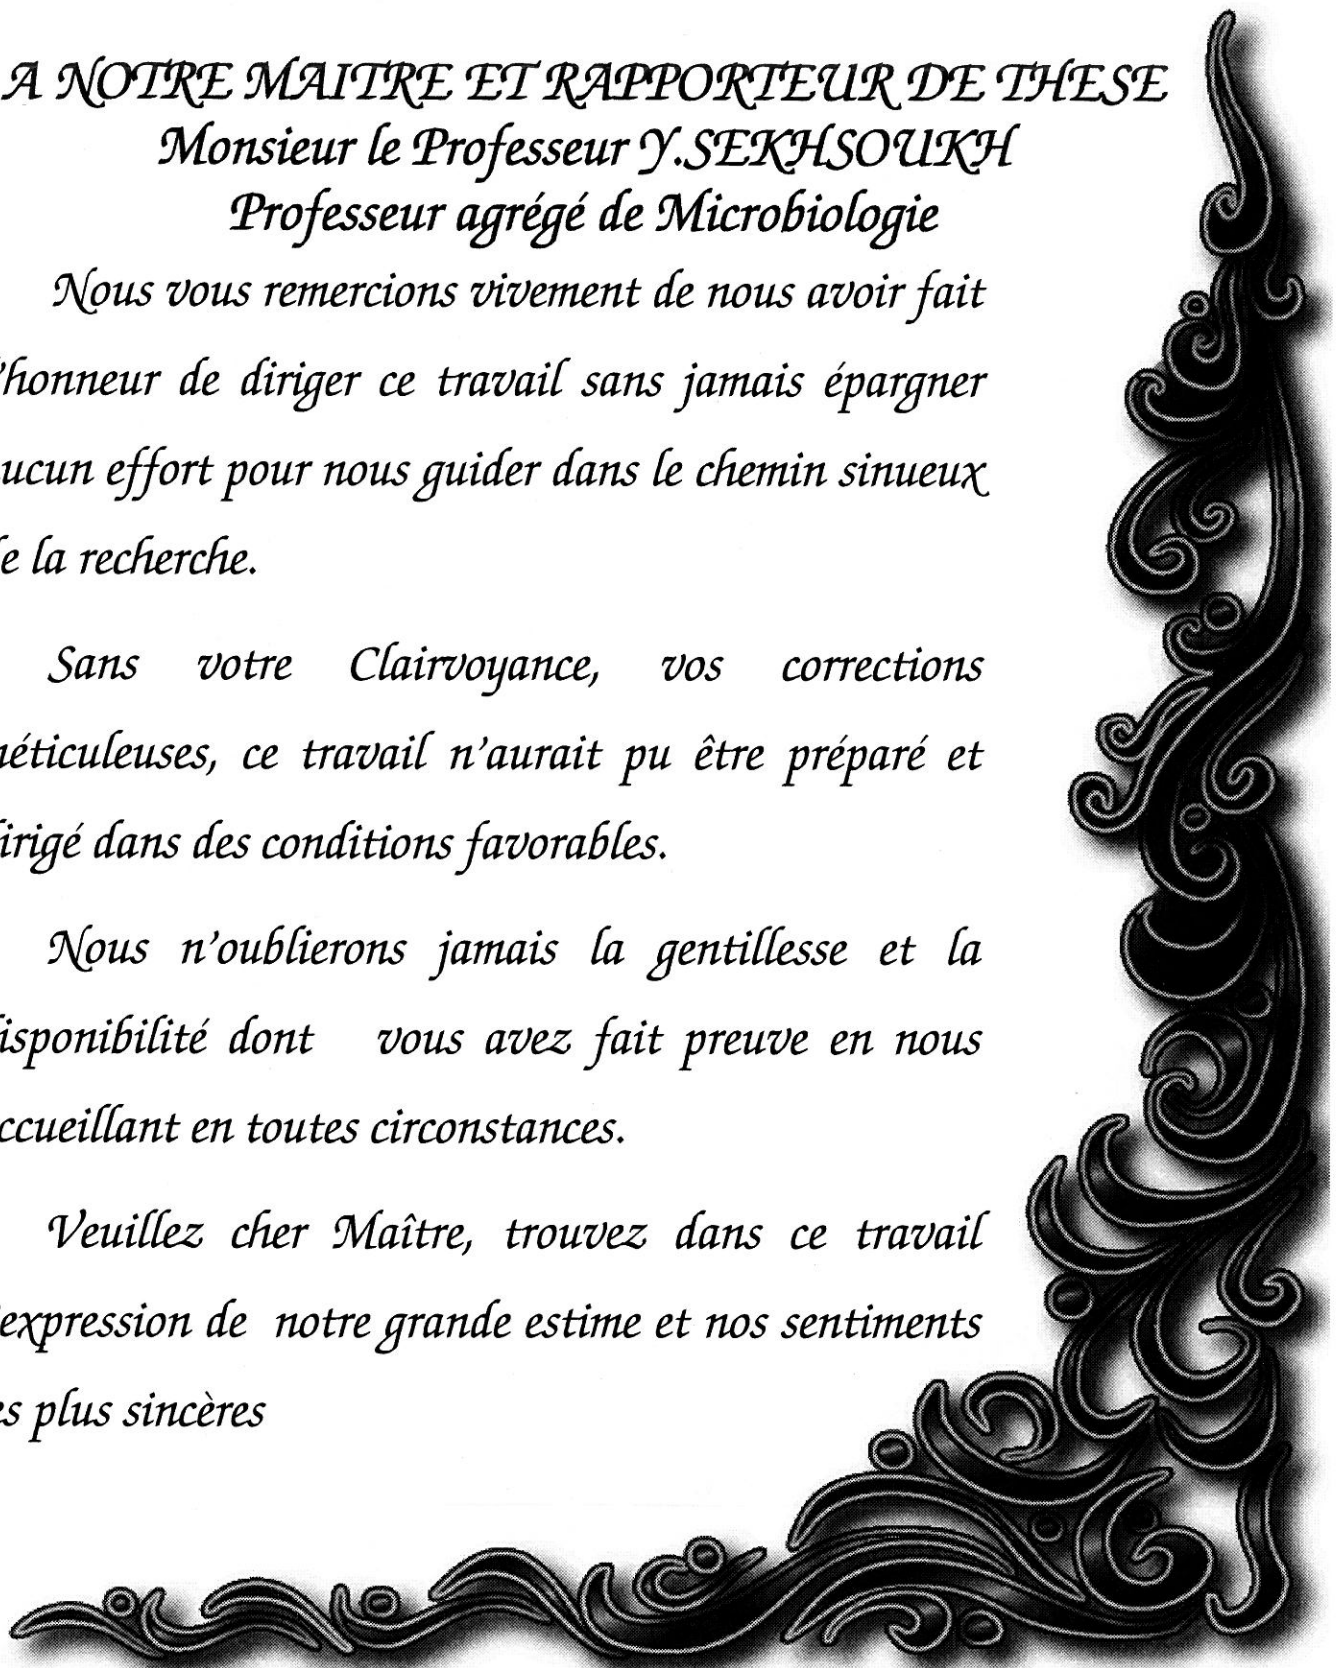 A NOTRE MAITRE ET RAPPORTEUR DE THESE
Monsieur le Professeur Y.SEKHSOUKH
Professeur agrégé de Microbiologie
Nous vous remercions vivement de nous avoir fait
'honneur de diriger ce travail sans jamais épargner
ucun effort pour nous guider dans le chemin sinueux
e la recherche.
Sans votre Clairvoyance, vos corrections
éticuleuses, ce travail n'aurait pu être préparé et
irigé dans des conditions favorables.
Nous n'oublierons jamais la gentillesse et la
isponibilité dont vous avez fait preuve en nous
ccueillant en toutes circonstances.
Veuillez cher Maître, trouvez dans ce travail
'expression de notre grande estime et nos sentiments
es plus sincères